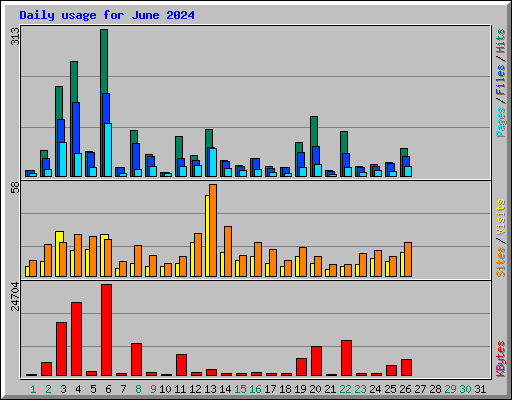 Daily usage for June 2024
313
Pages / Files / Hits
58
Sites / Visits
24704
KBytes
1 2 3 4 5 6 7 8 9 10 11 12 13 14 15 16 17 18 19 20 21 22 23 24 25 26 27 28 29 30 31